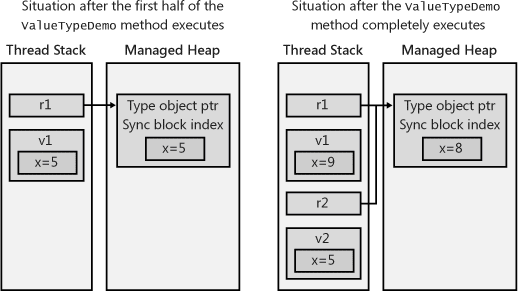 Situation after the first half of the
ValueTypeDemo method executes
Thread Stack
Managed Heap
r1
Type object ptr
Sync block index
v1
x=5
x=5
Situation after the ValueTypeDemo
method completely executes
Thread Stack
Managed Heap
r1
Type object ptr
Sync block index
v1
x=8
x=9
r2
v2
x=5